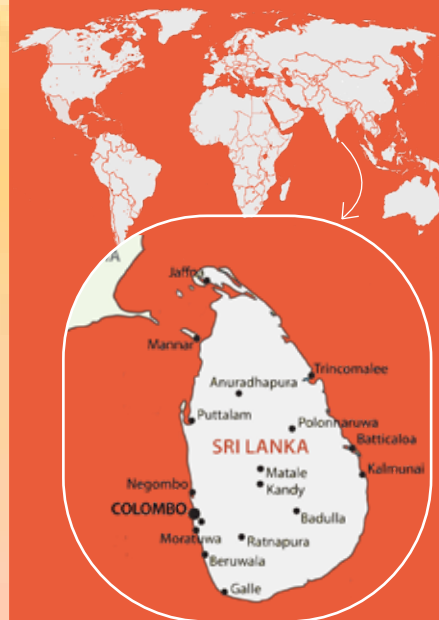 Jaffna
Mannar
Trincomalee
Anuradhapura
Puttalam
Polonnaruwa
Batticaloa
SRI LANKA
Matale
Kalmunai
Kandy
Negombo
COLOMBO
Badulla
Moratuwa
Ratnapura
Beruwala
Galle